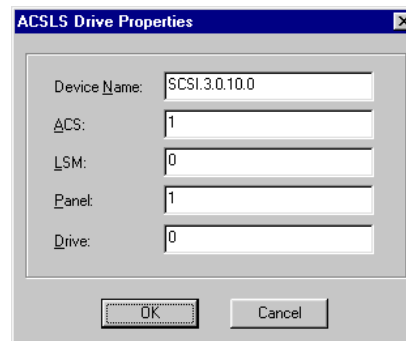 ACSLS Drive Properties
Device Name: SCSI.3.0.10.0
ACS: 1
LSM: 0
Panel: 1
Drive: 0
OK Cancel